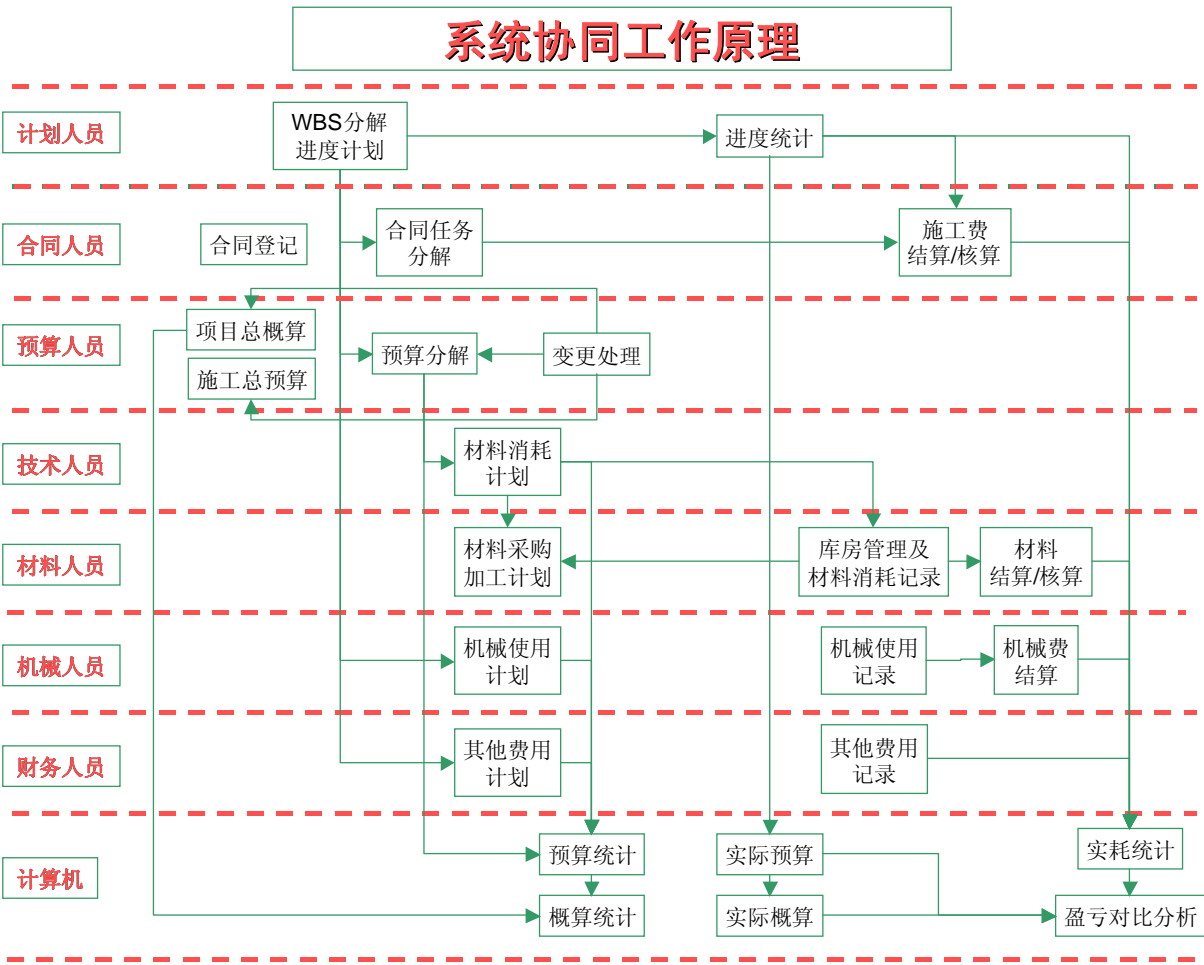 系统协同工作原理
计划人员
WBS分解
进度计划
进度统计
合同人员
合同登记
合同任务
分解
施工费
结算/核算
预算人员
项目总概算
施工总预算
预算分解
变更处理
技术人员
材料消耗
计划
材料人员
材料采购
加工计划
库房管理及
材料消耗记录
材料
结算/核算
机械人员
机械使用
计划
机械使用
记录
机械费
结算
财务人员
其他费用
计划
其他费用
记录
计算机
预算统计
实际预算
实耗统计
概算统计
实际概算
盈亏对比分析